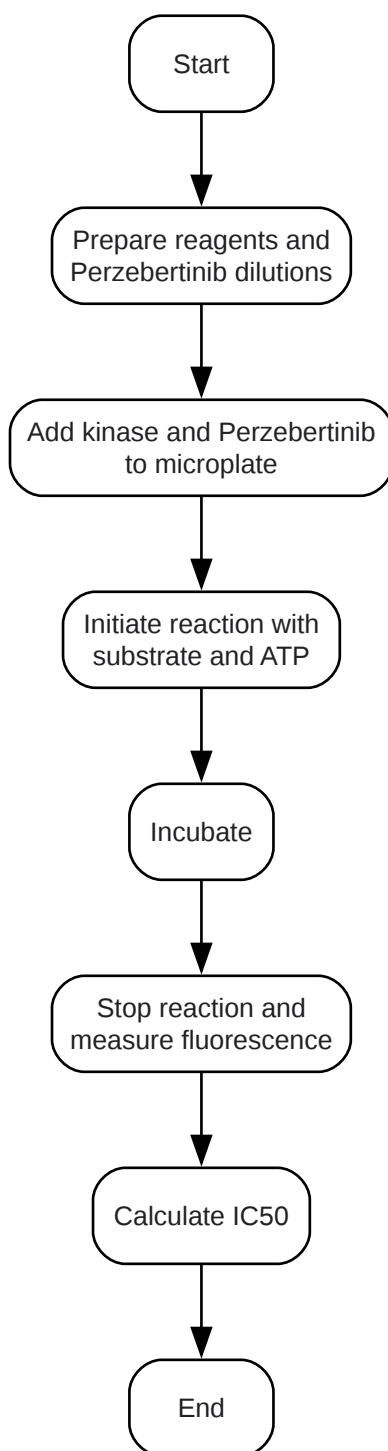 Start
Prepare reagents and
Perzebertinib dilutions
Add kinase and Perzebertinib
to microplate
Initiate reaction with
substrate and ATP
Incubate
Stop reaction and
measure fluorescence
Calculate IC50
End